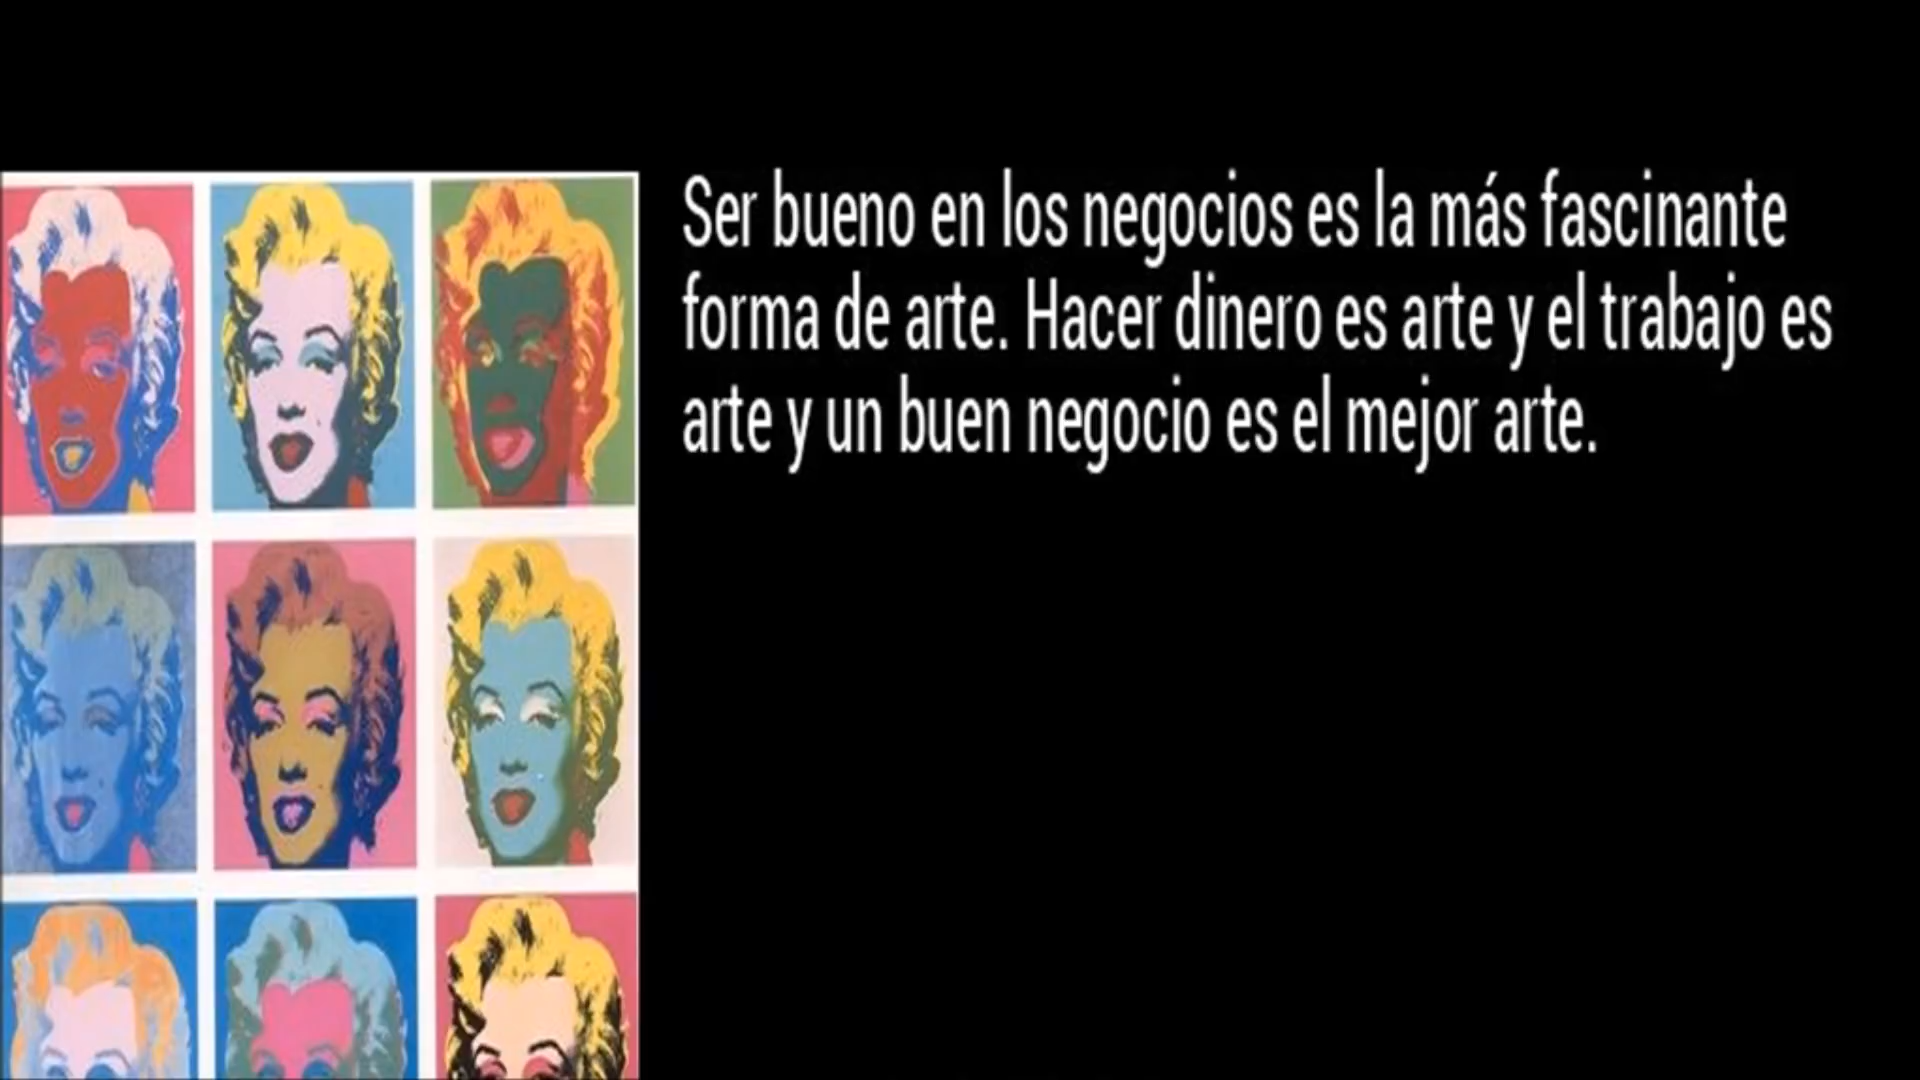 Ser bueno en los negocios es la más fascinante
forma de arte. Hacer dinero es arte y el trabajo es
arte y un buen negocio es el mejor arte.